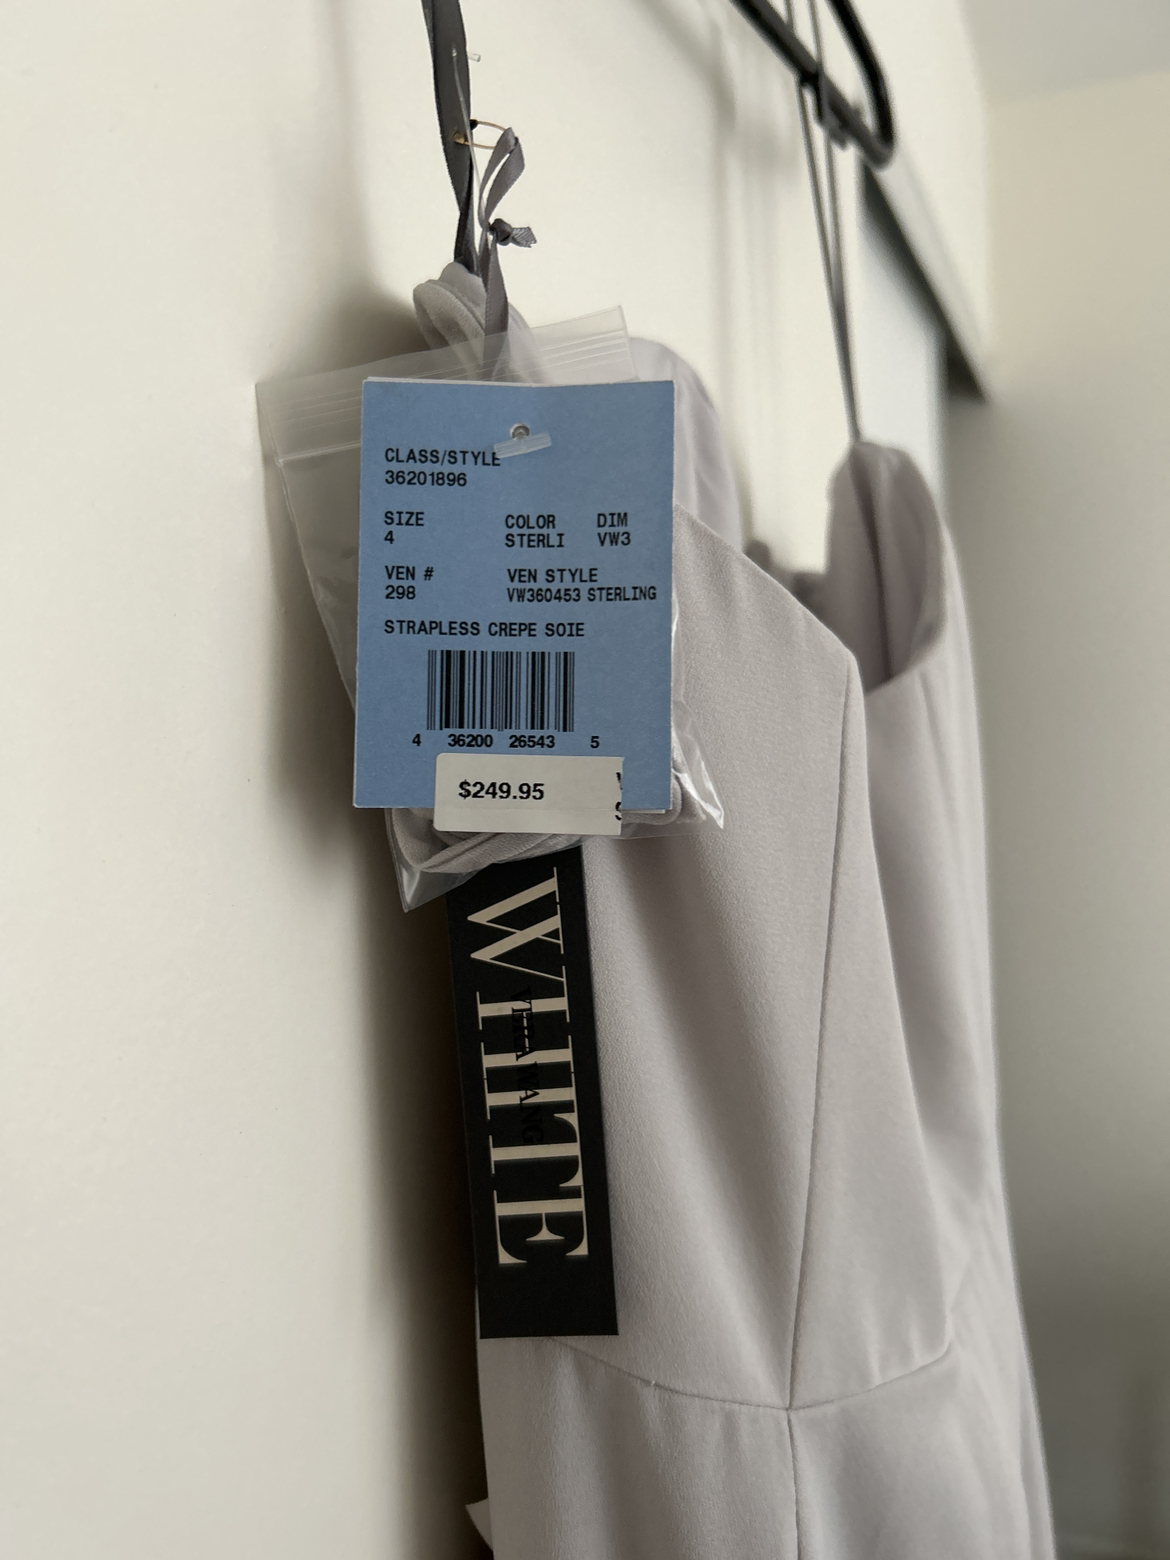 CLASS/STYLE
36201896
SIZE COLOR DIM
4 STERLI VW3
VEN # VEN STYLE
298 VW360453 STERLING
STRAPLESS CREPE SOIE
4 36200 26543 5
$249.95
WHITE
VERA WANG